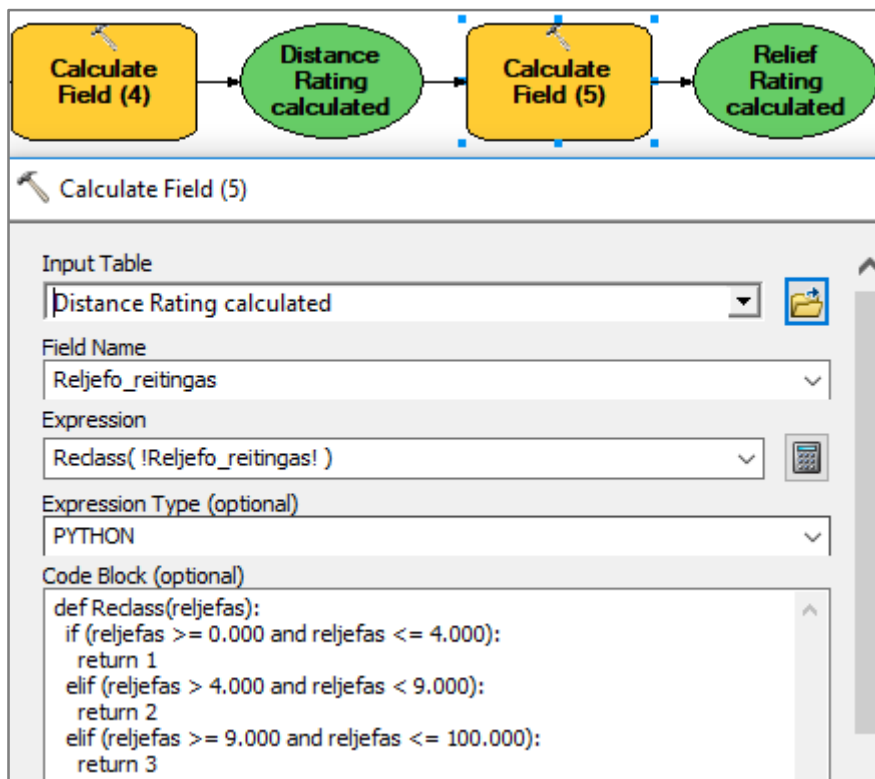 Calculate
Field (4)
Distance
Rating
calculated
Calculate
Field (5)
Relief
Rating
calculated
Calculate Field (5)
Input Table
Distance Rating calculated
Field Name
Reljefo_reitingas
Expression
Reclass( !Reljefo_reitingas! )
Expression Type (optional)
PYTHON
Code Block (optional)
def Reclass(reljefas):
  if (reljefas >= 0.000 and reljefas <= 4.000):
    return 1
  elif (reljefas > 4.000 and reljefas < 9.000):
    return 2
  elif (reljefas >= 9.000 and reljefas <= 100.000):
    return 3